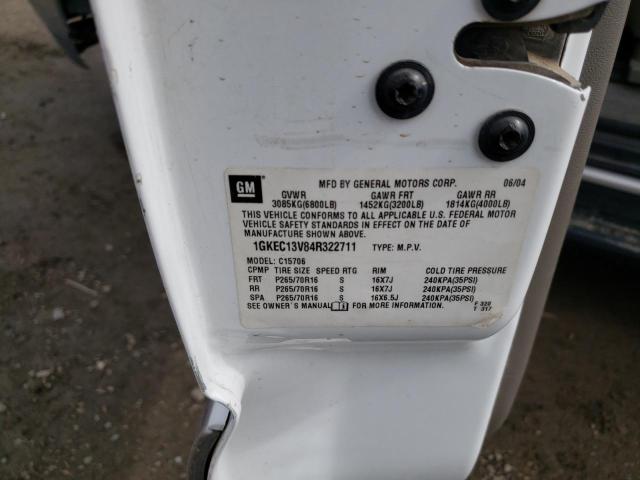 GM
MFD BY GENERAL MOTORS CORP. 06/04
GVWR GAWR FRT GAWR RR
3085KG(6800LB) 1452KG(3200LB) 1814KG(4000LB)
THIS VEHICLE CONFORMS TO ALL APPLICABLE U.S. FEDERAL MOTOR
VEHICLE SAFETY STANDARDS IN EFFECT ON THE DATE OF
MANUFACTURE SHOWN ABOVE.
1GKEC13V84R322711 TYPE: M.P.V.
MODEL: C15706
CPMP TIRE SIZE SPEED RTG RIM COLD TIRE PRESSURE
FRT P265/70R16 S 16X7J 240KPA(35PSI)
RR P265/70R16 S 16X7J 240KPA(35PSI)
SPA P265/70R16 S 16X6.5J 240KPA(35PSI)
SEE OWNER'S MANUAL FOR MORE INFORMATION.
F 320
T 317